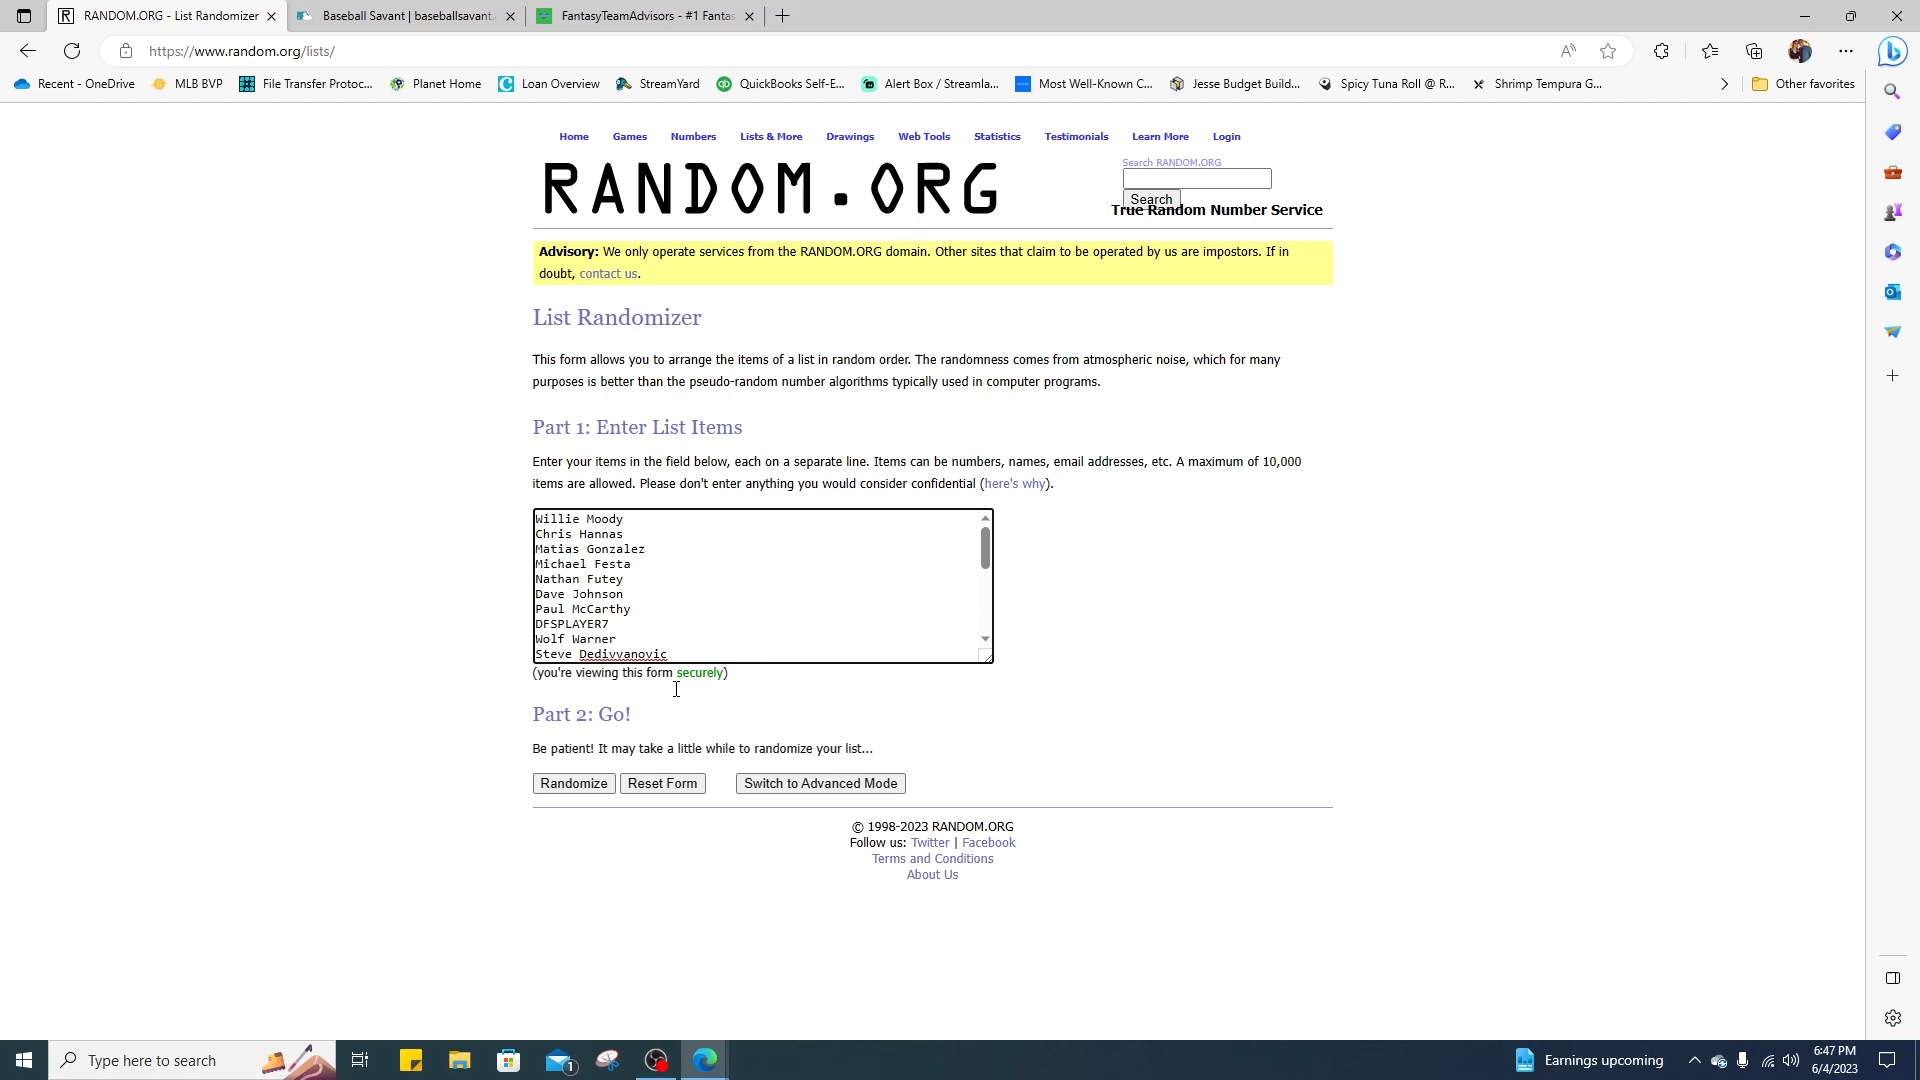 RANDOM.ORG - List Randomizer
Baseball Savant | baseballsavant.
FantasyTeamAdvisors - #1 Fantas
https://www.random.org/lists/
Recent - OneDrive
MLB BVP
File Transfer Protoc...
Planet Home
Loan Overview
StreamYard
QuickBooks Self-E...
Alert Box / Streamla...
Most Well-Known C...
Jesse Budget Build...
Spicy Tuna Roll @ R...
Shrimp Tempura G...
Other favorites
Home Games Numbers Lists & More Drawings Web Tools Statistics Testimonials Learn More Login
RANDOM.ORG
Search RANDOM.ORG
Search
True Random Number Service
Advisory: We only operate services from the RANDOM.ORG domain. Other sites that claim to be operated by us are impostors. If in
doubt, contact us.
List Randomizer
This form allows you to arrange the items of a list in random order. The randomness comes from atmospheric noise, which for many
purposes is better than the pseudo-random number algorithms typically used in computer programs.
Part 1: Enter List Items
Enter your items in the field below, each on a separate line. Items can be numbers, names, email addresses, etc. A maximum of 10,000
items are allowed. Please don't enter anything you would consider confidential (here's why).
Willie Moody
Chris Hannas
Matias Gonzalez
Michael Festa
Nathan Futey
Dave Johnson
Paul McCarthy
DFSPLAYER7
Wolf Warner
Steve Dedivvanovic
(you're viewing this form securely)
Part 2: Go!
Be patient! It may take a little while to randomize your list...
Randomize
Reset Form
Switch to Advanced Mode
© 1998-2023 RANDOM.ORG
Follow us: Twitter | Facebook
Terms and Conditions
About Us
Type here to search
1
Earnings upcoming
6:47 PM
6/4/2023